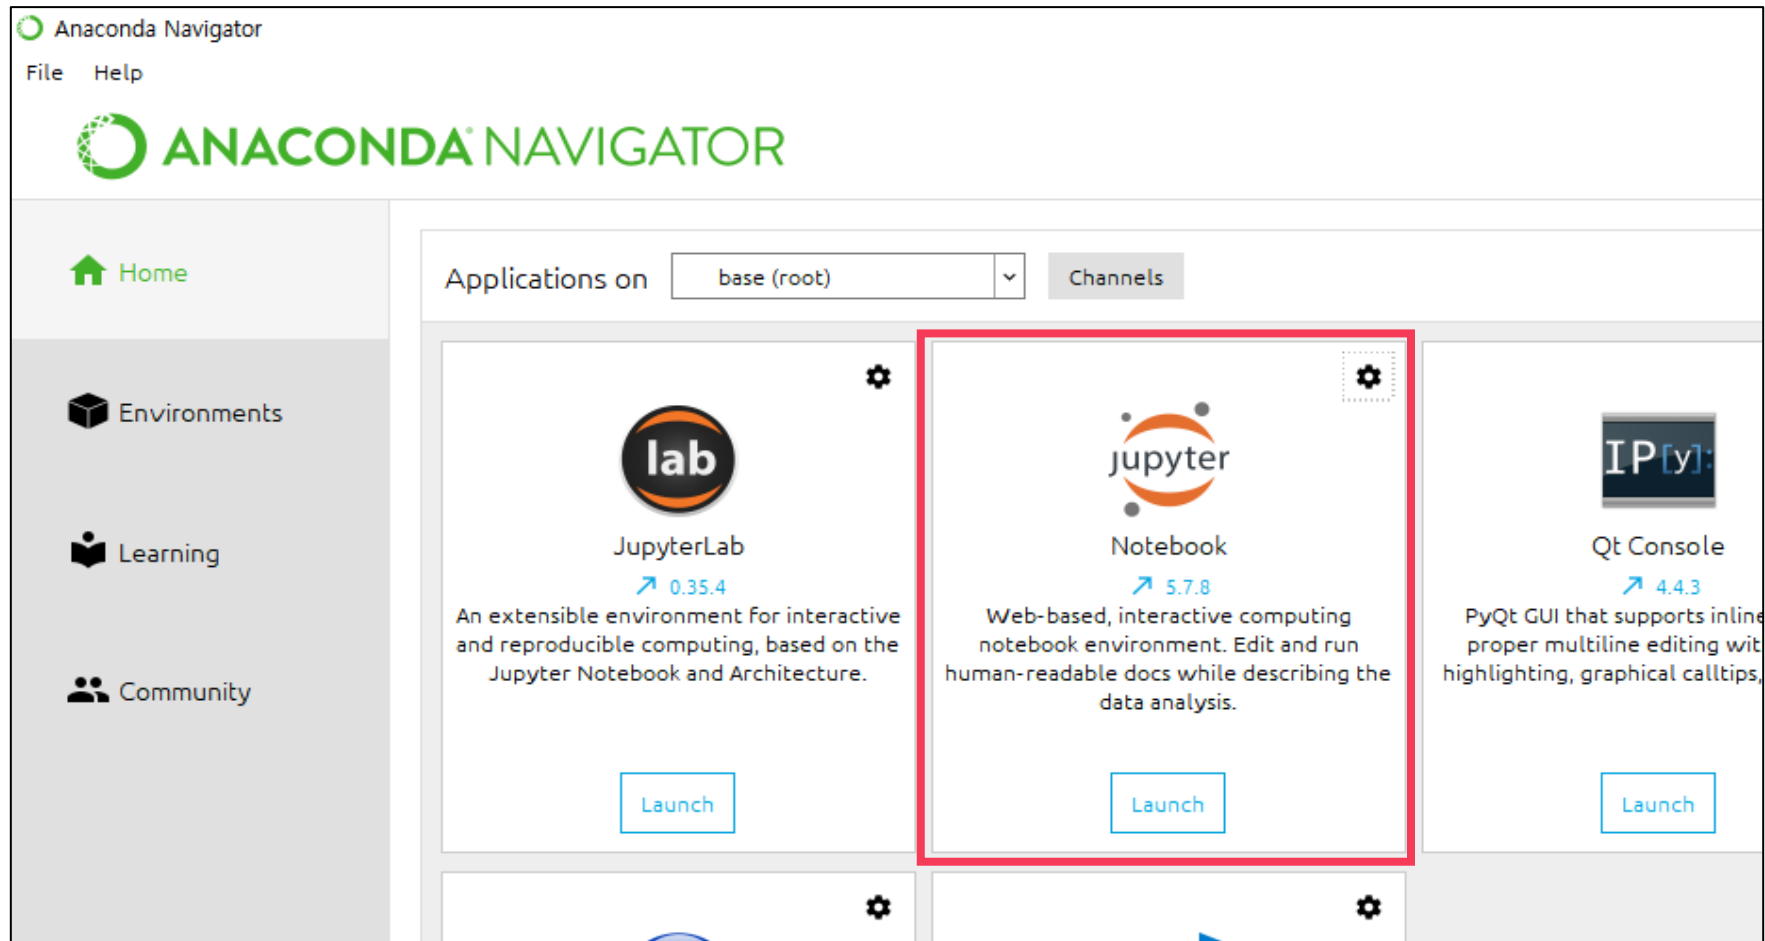 Anaconda Navigator
File Help
ANACONDA NAVIGATOR
Home
Applications on base (root) Channels
Environments
Learning
Community
lab
JupyterLab
0.35.4
An extensible environment for interactive
and reproducible computing, based on the
Jupyter Notebook and Architecture.
Launch
jupyter
Notebook
5.7.8
Web-based, interactive computing
notebook environment. Edit and run
human-readable docs while describing the
data analysis.
Launch
IP[y]:
Qt Console
4.4.3
PyQt GUI that supports inline
proper multiline editing wit
highlighting, graphical calltips,
Launch